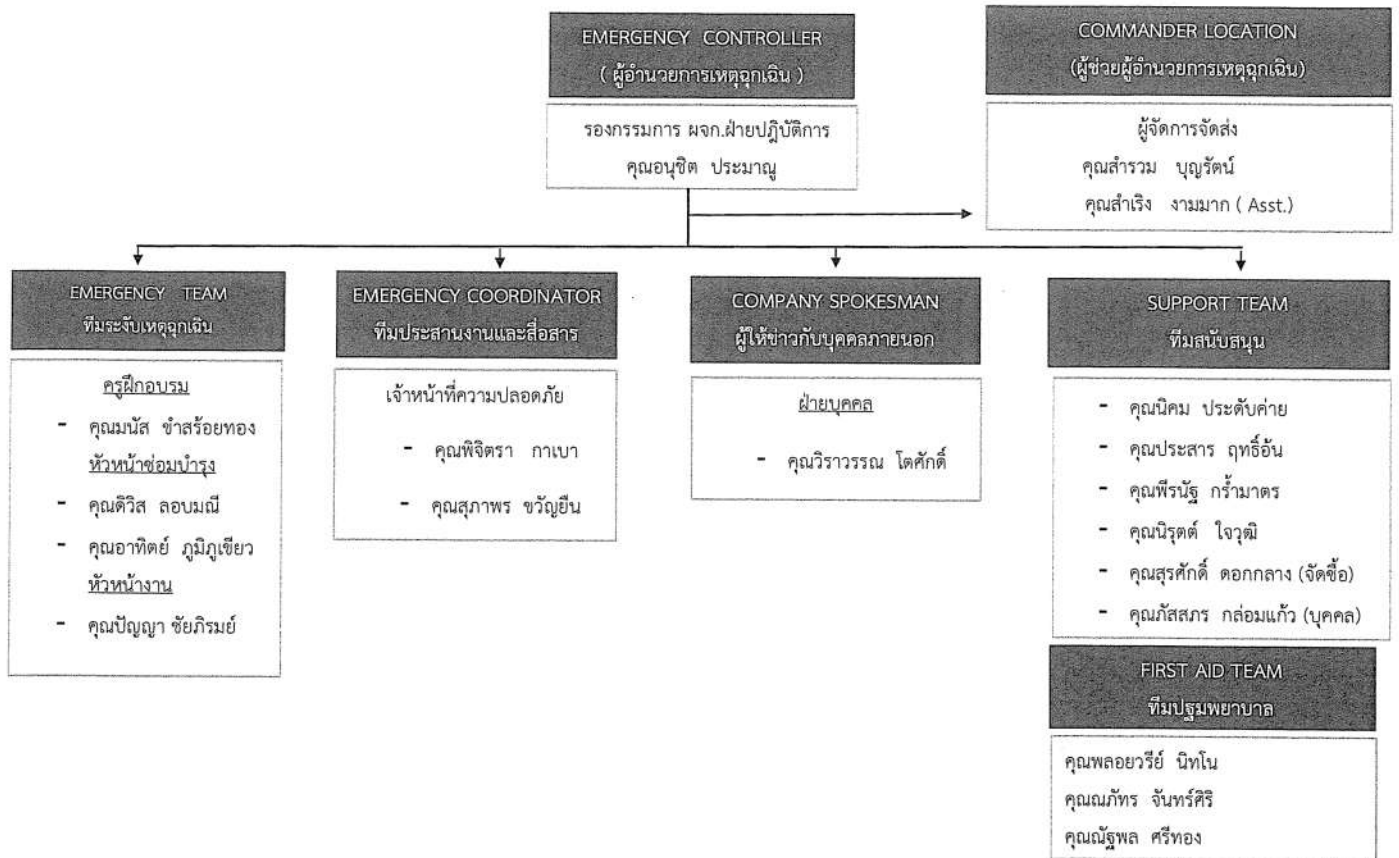 EMERGENCY CONTROLLER
( ผู้อำนวยการเหตุฉุกเฉิน )
รองกรรมการ ผจก.ฝ่ายปฏิบัติการ
คุณอนุชิต ประมาณู
COMMANDER LOCATION
(ผู้ช่วยผู้อำนวยการเหตุฉุกเฉิน)
ผู้จัดการจัดส่ง
คุณสำรวม บุญรัตน์
คุณสำเริง งามมาก ( Asst.)
EMERGENCY TEAM
ทีมระงับเหตุฉุกเฉิน
ครูฝึกอบรม
- คุณมนัส ขำสร้อยทอง
หัวหน้าซ่อมบำรุง
- คุณดิวิส ลอบมณี
- คุณอาทิตย์ ภูมิภูเขียว
หัวหน้างาน
- คุณปัญญา ชัยภิรมย์
EMERGENCY COORDINATOR
ทีมประสานงานและสื่อสาร
เจ้าหน้าที่ความปลอดภัย
- คุณพิจิตรา กาเบา
- คุณสุภาพร ขวัญยืน
COMPANY SPOKESMAN
ผู้ให้ข่าวกับบุคคลภายนอก
ฝ่ายบุคคล
- คุณวิราวรรณ โตศักดิ์
SUPPORT TEAM
ทีมสนับสนุน
- คุณนิคม ประดับค่าย
- คุณประสาร ฤทธิ์อ้น
- คุณพีรนัฐ กร้ำมาตร
- คุณนิรุตต์ ใจวุฒิ
- คุณสุรศักดิ์ ดอกกลาง (จัดซื้อ)
- คุณภัสสภร กล่อมแก้ว (บุคคล)
FIRST AID TEAM
ทีมปฐมพยาบาล
คุณพลอยวรีย์ นิทโน
คุณณภัทร จันทร์ศิริ
คุณณัฐพล ศรีทอง